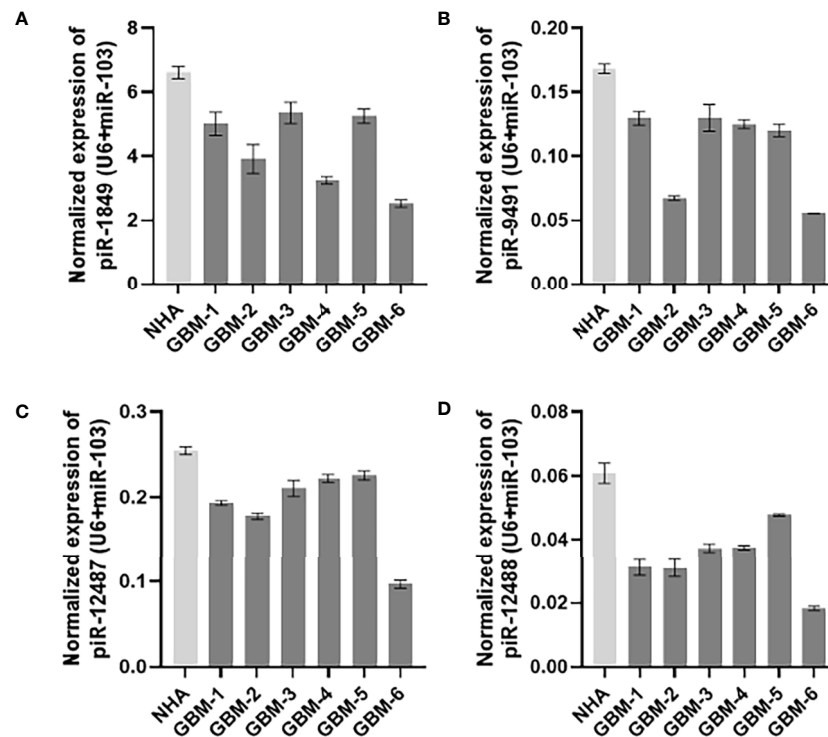 A
Normalized expression of
piR-1849 (U6+miR-103)
8
6
4
2
0
NHA
GBM-1
GBM-2
GBM-3
GBM-4
GBM-5
GBM-6
B
Normalized expression of
piR-9491 (U6+miR-103)
0.20
0.15
0.10
0.05
0.00
NHA
GBM-1
GBM-2
GBM-3
GBM-4
GBM-5
GBM-6
C
Normalized expression of
piR-12487 (U6+miR-103)
0.3
0.2
0.1
0.0
NHA
GBM-1
GBM-2
GBM-3
GBM-4
GBM-5
GBM-6
D
Normalized expression of
piR-12488 (U6+miR-103)
0.08
0.06
0.04
0.02
0.00
NHA
GBM-1
GBM-2
GBM-3
GBM-4
GBM-5
GBM-6